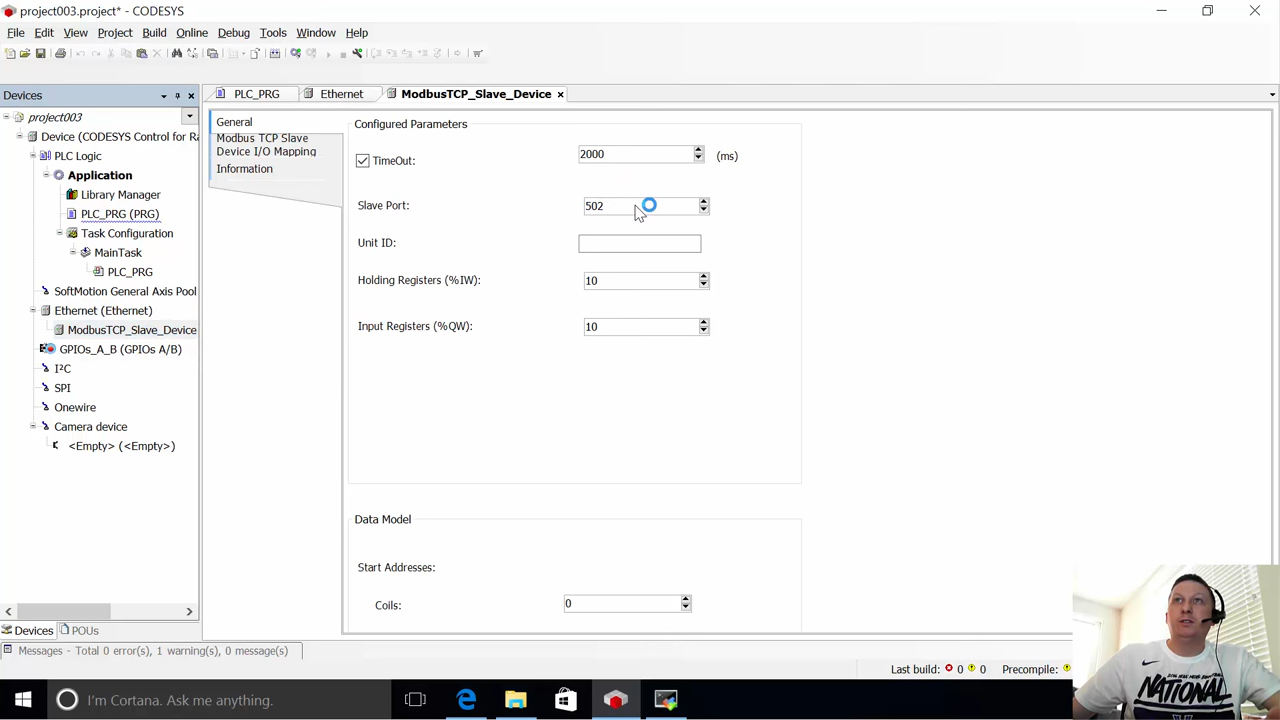 project003.project* - CODESYS
File Edit View Project Build Online Debug Tools Window Help
Devices
project003
Device (CODESYS Control for Ra
PLC Logic
Application
Library Manager
PLC_PRG (PRG)
Task Configuration
MainTask
PLC_PRG
SoftMotion General Axis Pool
Ethernet (Ethernet)
ModbusTCP_Slave_Device
GPIOs_A_B (GPIOs A/B)
I²C
SPI
Onewire
Camera device
<Empty> (<Empty>)
Devices POUs
PLC_PRG Ethernet ModbusTCP_Slave_Device
General
Modbus TCP Slave
Device I/O Mapping
Information
Configured Parameters
TimeOut: 2000 (ms)
Slave Port: 502
Unit ID:
Holding Registers (%IW): 10
Input Registers (%QW): 10
Data Model
Start Addresses:
Coils: 0
Messages - Total 0 error(s), 1 warning(s), 0 message(s)
Last build: 0 0 Precompile:
I'm Cortana. Ask me anything.
NATIONAL